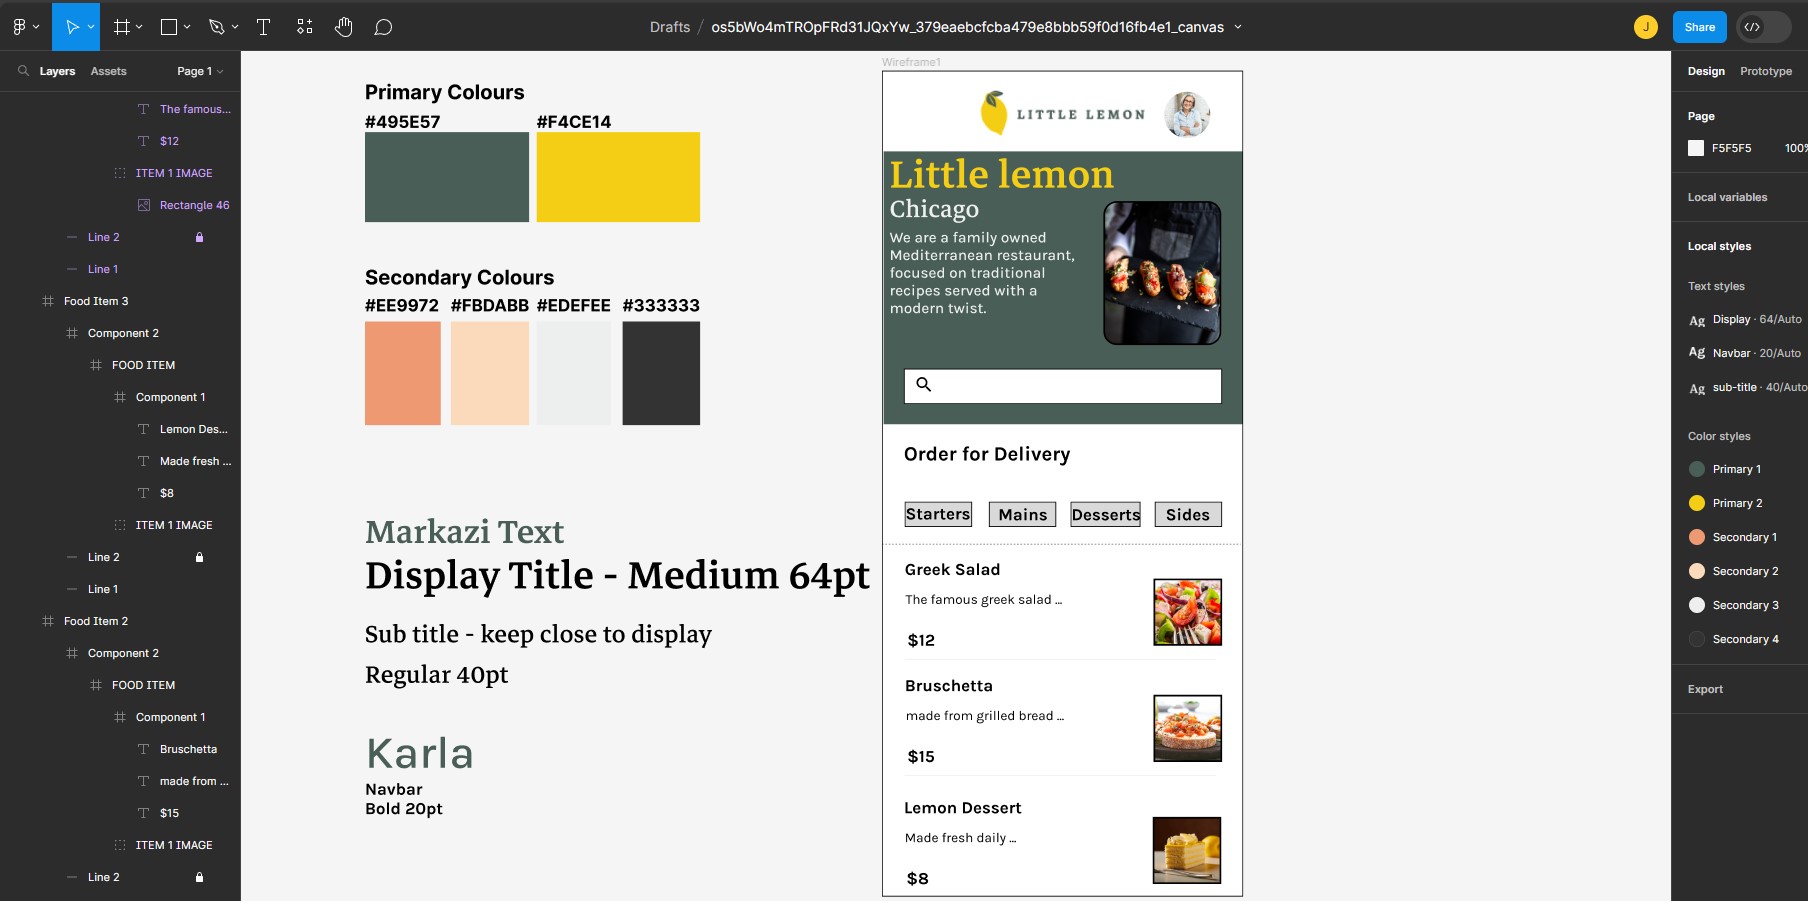 Drafts / os5bWo4mTROpFRd31JQxYw_379eaebcfcba479e8bbb59f0d16fb4e1_canvas
J
Share
Layers
Assets
Page 1
The famous...
$12
ITEM 1 IMAGE
Rectangle 46
Line 2
Line 1
Food Item 3
Component 2
FOOD ITEM
Component 1
Lemon Des...
Made fresh ...
$8
ITEM 1 IMAGE
Line 2
Line 1
Food Item 2
Component 2
FOOD ITEM
Component 1
Bruschetta
made from ...
$15
ITEM 1 IMAGE
Line 2
Primary Colours
#495E57 #F4CE14
Secondary Colours
#EE9972 #FBDABB #EDEFEE #333333
Markazi Text
Display Title - Medium 64pt
Sub title - keep close to display
Regular 40pt
Karla
Navbar
Bold 20pt
Wireframe1
LITTLE LEMON
Little lemon
Chicago
We are a family owned
Mediterranean restaurant,
focused on traditional
recipes served with a
modern twist.
Order for Delivery
Starters Mains Desserts Sides
Greek Salad
The famous greek salad ...
$12
Bruschetta
made from grilled bread ...
$15
Lemon Dessert
Made fresh daily ...
$8
Design
Prototype
Page
F5F5F5 100%
Local variables
Local styles
Text styles
Ag Display · 64/Auto
Ag Navbar · 20/Auto
Ag sub-title · 40/Auto
Color styles
Primary 1
Primary 2
Secondary 1
Secondary 2
Secondary 3
Secondary 4
Export